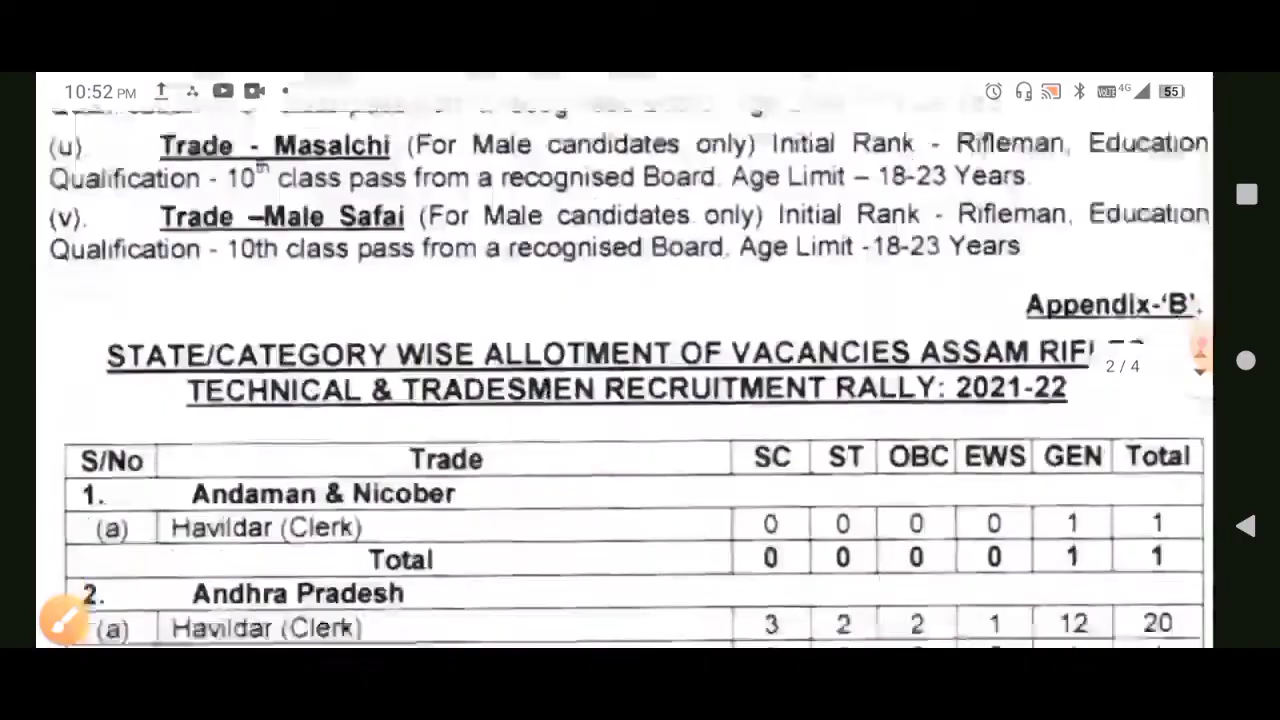 10:52 PM 4G 55
(u). Trade - Masalchi (For Male candidates only) Initial Rank - Rifleman, Education
Qualification - 10th class pass from a recognised Board. Age Limit – 18-23 Years.
(v). Trade –Male Safai (For Male candidates only) Initial Rank - Rifleman, Education
Qualification - 10th class pass from a recognised Board. Age Limit -18-23 Years
Appendix-'B'.
STATE/CATEGORY WISE ALLOTMENT OF VACANCIES ASSAM
2/4
TECHNICAL & TRADESMEN RECRUITMENT RALLY: 2021-22
S/No Trade SC ST OBC EWS GEN Total
1. Andaman & Nicober
(a) Havildar (Clerk) 0 0 0 0 1 1
Total 0 0 0 0 1 1
2. Andhra Pradesh
(a) Havildar (Clerk) 3 2 2 1 12 20